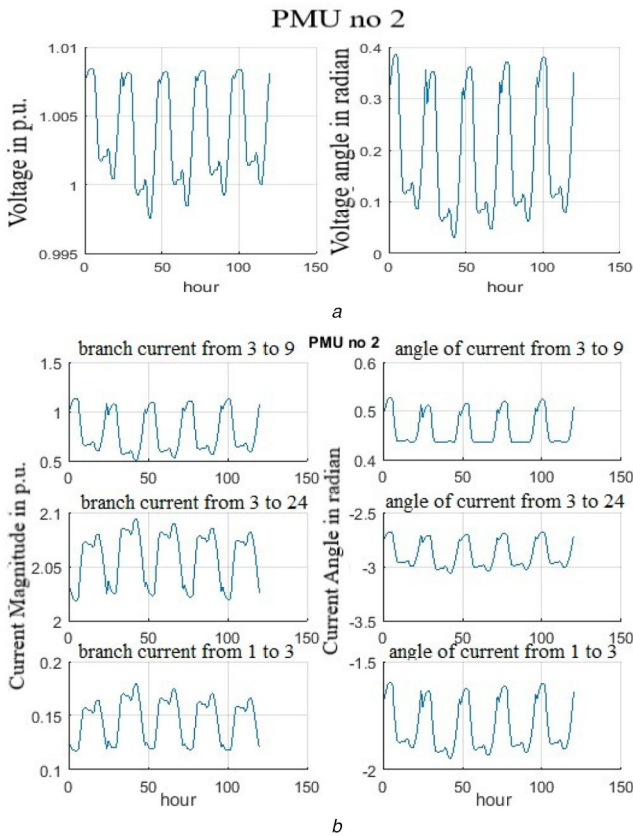 PMU no 2
Voltage in p.u.
1.01
1.005
1
0.995
0 50 100 150
hour
Voltage angle in radian
0.4
0.3
0.2
0.1
0
0 50 100 150
hour
a
PMU no 2
Current Magnitude in p.u.
branch current from 3 to 9
1.5
1
0.5
0 50 100 150
branch current from 3 to 24
2.1
2.05
2
0 50 100 150
branch current from 1 to 3
0.2
0.15
0.1
0 50 100 150
hour
Current Angle in radian
angle of current from 3 to 9
0.6
0.5
0.4
0 50 100 150
angle of current from 3 to 24
-2.5
-3
-3.5
0 50 100 150
angle of current from 1 to 3
-1.5
-2
0 50 100 150
hour
b